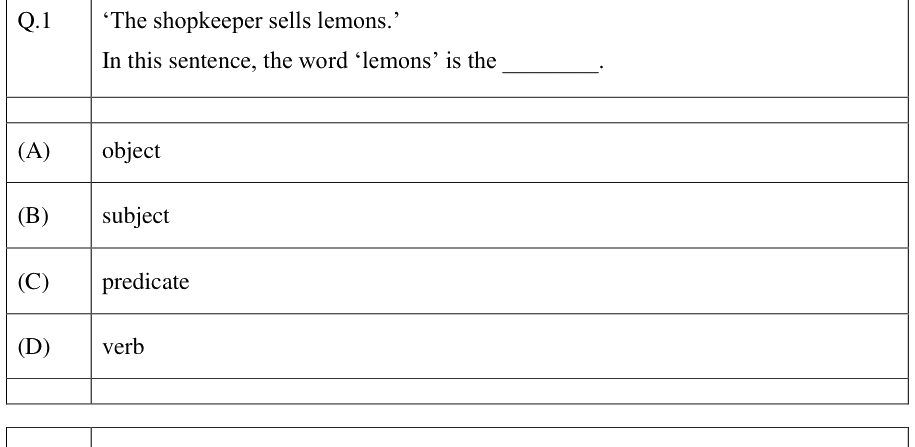 Q.1 ‘The shopkeeper sells lemons.’
In this sentence, the word ‘lemons’ is the ________.
(A) object
(B) subject
(C) predicate
(D) verb